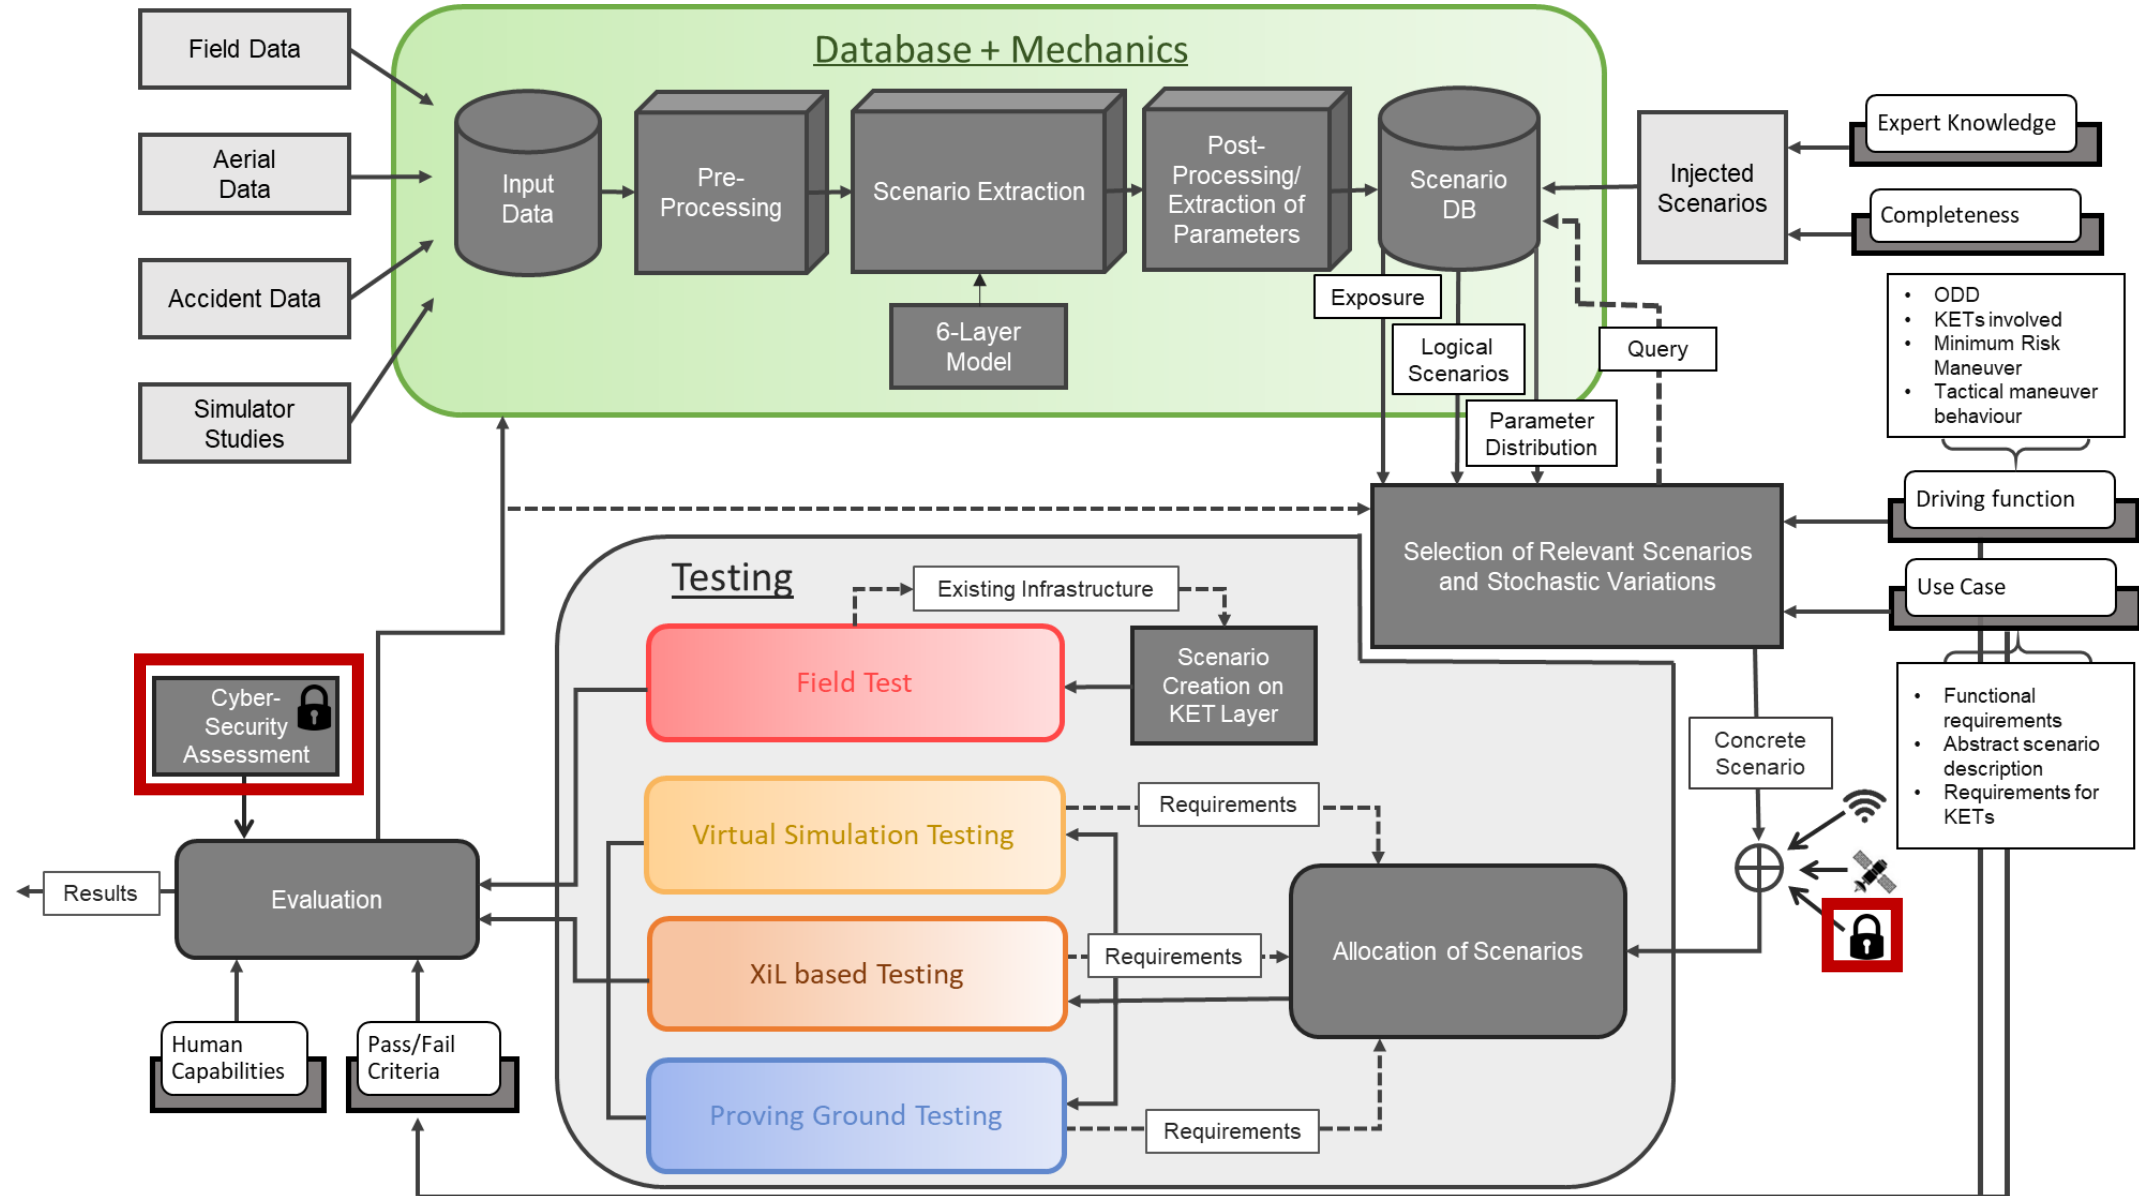 Field Data
Aerial
Data
Accident Data
Simulator
Studies
Database + Mechanics
Input
Data
Pre-
Processing
Scenario Extraction
6-Layer
Model
Post-
Processing/
Extraction of
Parameters
Scenario
DB
Injected
Scenarios
Expert Knowledge
Completeness
Exposure
Logical
Scenarios
Parameter
Distribution
Query
• ODD
• KETs involved
• Minimum Risk
Maneuver
• Tactical maneuver
behaviour
Driving function
Use Case
• Functional
requirements
• Abstract scenario
description
• Requirements for
KETs
Selection of Relevant Scenarios
and Stochastic Variations
Concrete
Scenario
Testing
Existing Infrastructure
Field Test
Scenario
Creation on
KET Layer
Virtual Simulation Testing
Requirements
XiL based Testing
Requirements
Allocation of Scenarios
Proving Ground Testing
Requirements
Cyber-
Security
Assessment
Evaluation
Results
Human
Capabilities
Pass/Fail
Criteria